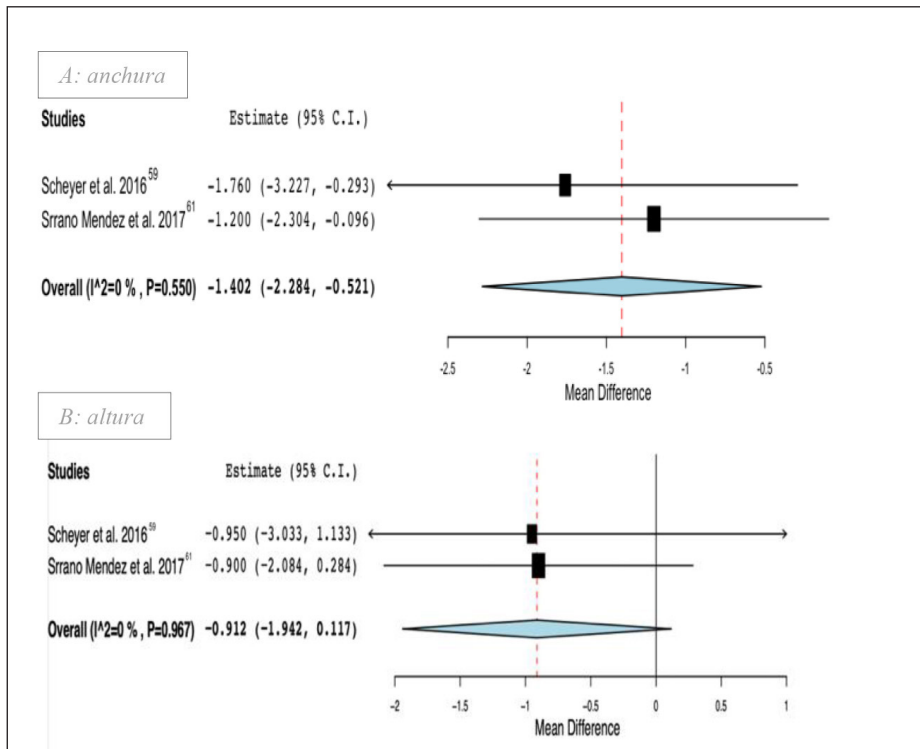 A: anchura
Studies Estimate (95% C.I.)
Scheyer et al. 2016⁵⁹ -1.760 (-3.227, -0.293)
Srrano Mendez et al. 2017⁶¹ -1.200 (-2.304, -0.096)
Overall (I^2=0 % , P=0.550) -1.402 (-2.284, -0.521)
-2.5 -2 -1.5 -1 -0.5
Mean Difference
B: altura
Studies Estimate (95% C.I.)
Scheyer et al. 2016⁵⁹ -0.950 (-3.033, 1.133)
Srrano Mendez et al. 2017⁶¹ -0.900 (-2.084, 0.284)
Overall (I^2=0 % , P=0.967) -0.912 (-1.942, 0.117)
-2 -1.5 -1 -0.5 0 0.5 1
Mean Difference